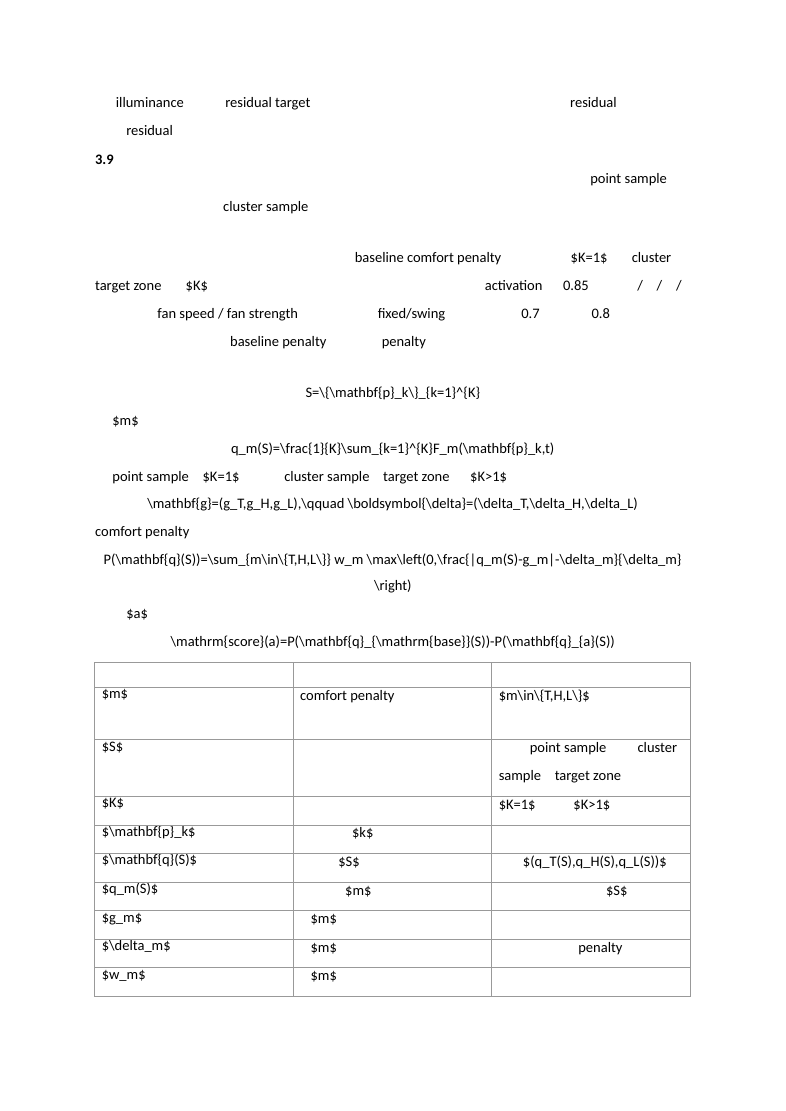 illuminance residual target residual
residual
3.9
point sample
cluster sample
baseline comfort penalty $K=1$ cluster
target zone $K$ activation 0.85 / / /
fan speed / fan strength fixed/swing 0.7 0.8
baseline penalty penalty
S=\{\mathbf{p}_k\}_{k=1}^{K}
$m$
q_m(S)=\frac{1}{K}\sum_{k=1}^{K}F_m(\mathbf{p}_k,t)
point sample $K=1$ cluster sample target zone $K>1$
\mathbf{g}=(g_T,g_H,g_L),\qquad \boldsymbol{\delta}=(\delta_T,\delta_H,\delta_L)
comfort penalty
P(\mathbf{q}(S))=\sum_{m\in\{T,H,L\}} w_m \max\left(0,\frac{|q_m(S)-g_m|-\delta_m}{\delta_m}
\right)
$a$
\mathrm{score}(a)=P(\mathbf{q}_{\mathrm{base}}(S))-P(\mathbf{q}_{a}(S))
$m$ comfort penalty $m\in\{T,H,L\}$
$S$ point sample cluster
sample target zone
$K$ $K=1$ $K>1$
$\mathbf{p}_k$ $k$
$\mathbf{q}(S)$ $S$ $(q_T(S),q_H(S),q_L(S))$
$q_m(S)$ $m$ $S$
$g_m$ $m$
$\delta_m$ $m$ penalty
$w_m$ $m$